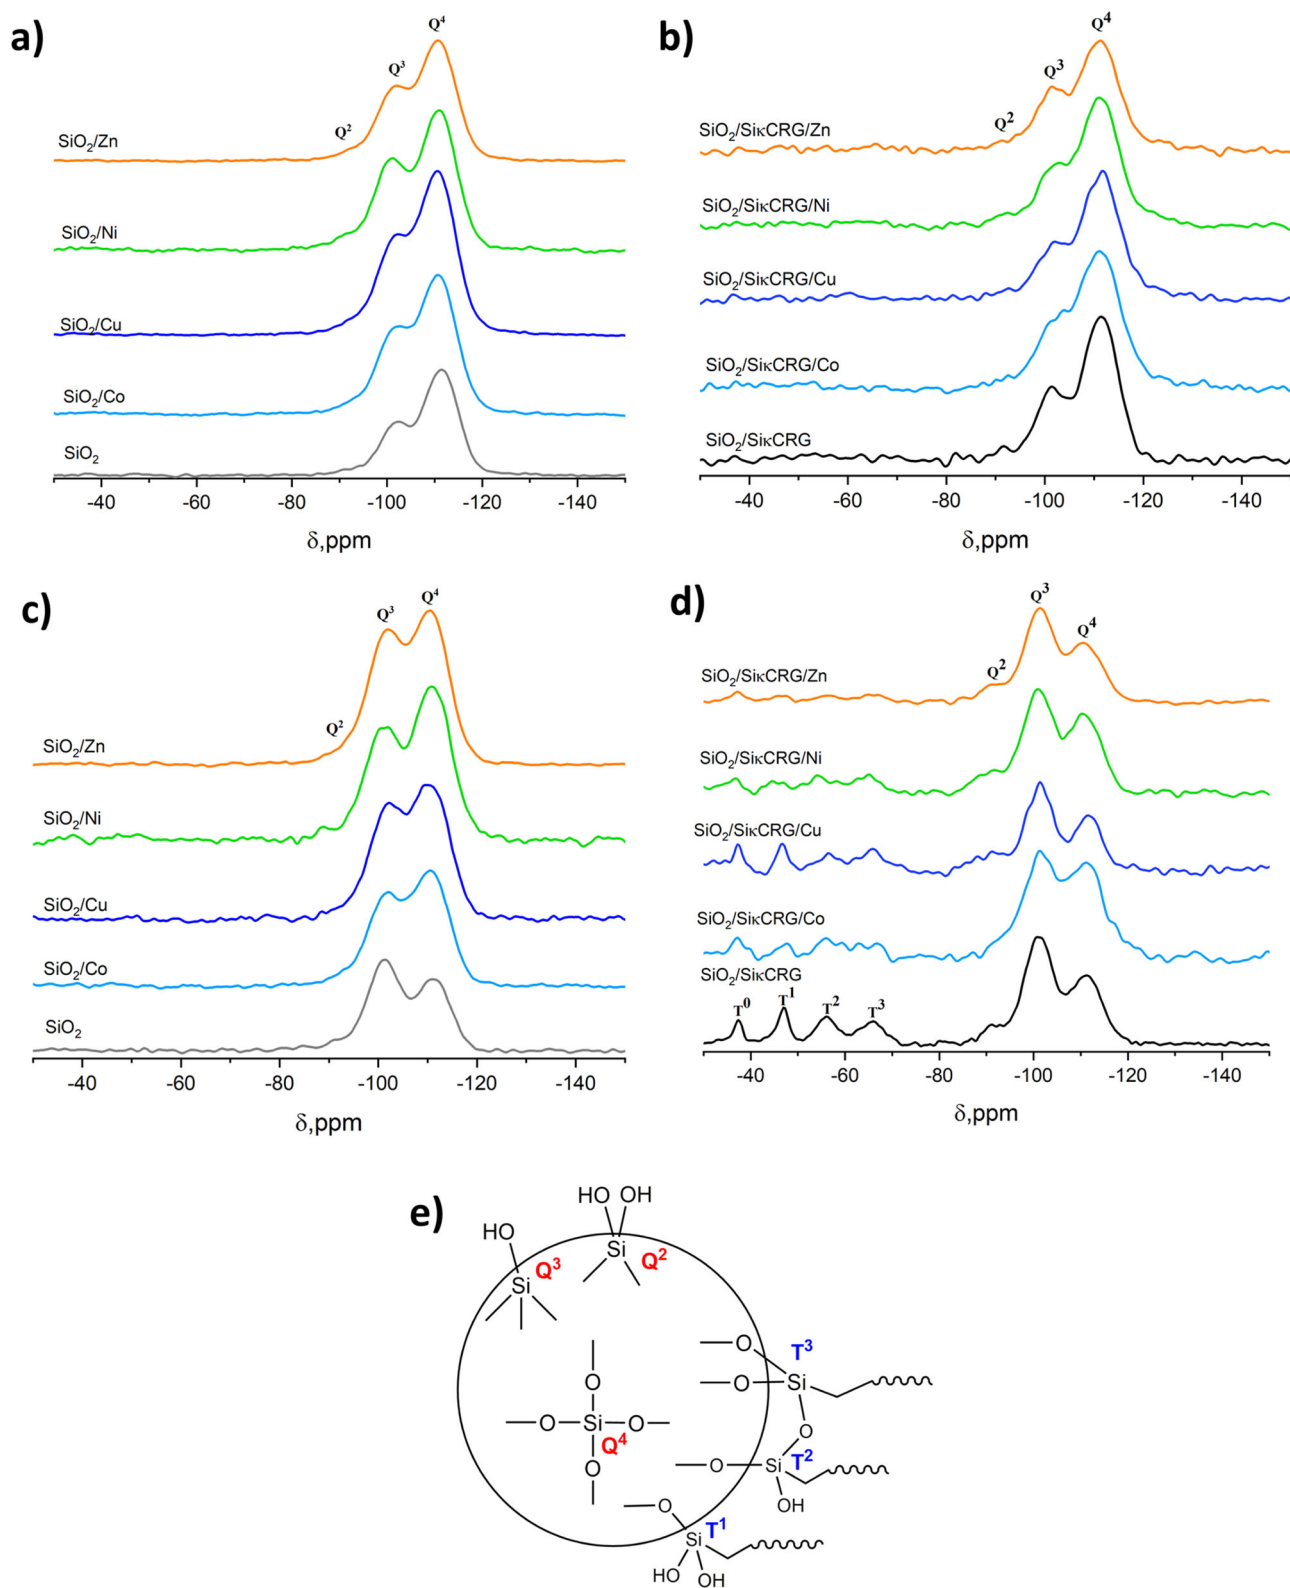 a)
Q⁴
Q³
Q²
SiO₂/Zn
SiO₂/Ni
SiO₂/Cu
SiO₂/Co
SiO₂
-40 -60 -80 -100 -120 -140
δ,ppm
b)
Q⁴
Q³
Q²
SiO₂/SiκCRG/Zn
SiO₂/SiκCRG/Ni
SiO₂/SiκCRG/Cu
SiO₂/SiκCRG/Co
SiO₂/SiκCRG
-40 -60 -80 -100 -120 -140
δ,ppm
c)
Q³ Q⁴
Q²
SiO₂/Zn
SiO₂/Ni
SiO₂/Cu
SiO₂/Co
SiO₂
-40 -60 -80 -100 -120 -140
δ,ppm
d)
Q³
Q⁴
Q²
SiO₂/SiκCRG/Zn
SiO₂/SiκCRG/Ni
SiO₂/SiκCRG/Cu
SiO₂/SiκCRG/Co
SiO₂/SiκCRG
T⁰ T¹ T² T³
-40 -60 -80 -100 -120 -140
δ,ppm
e)
HO OH
HO
Si Q²
Q³
Si
O T³
O Si
O
O Si O
Q⁴
O
O
O Si T²
OH
O
Si T¹
HO OH